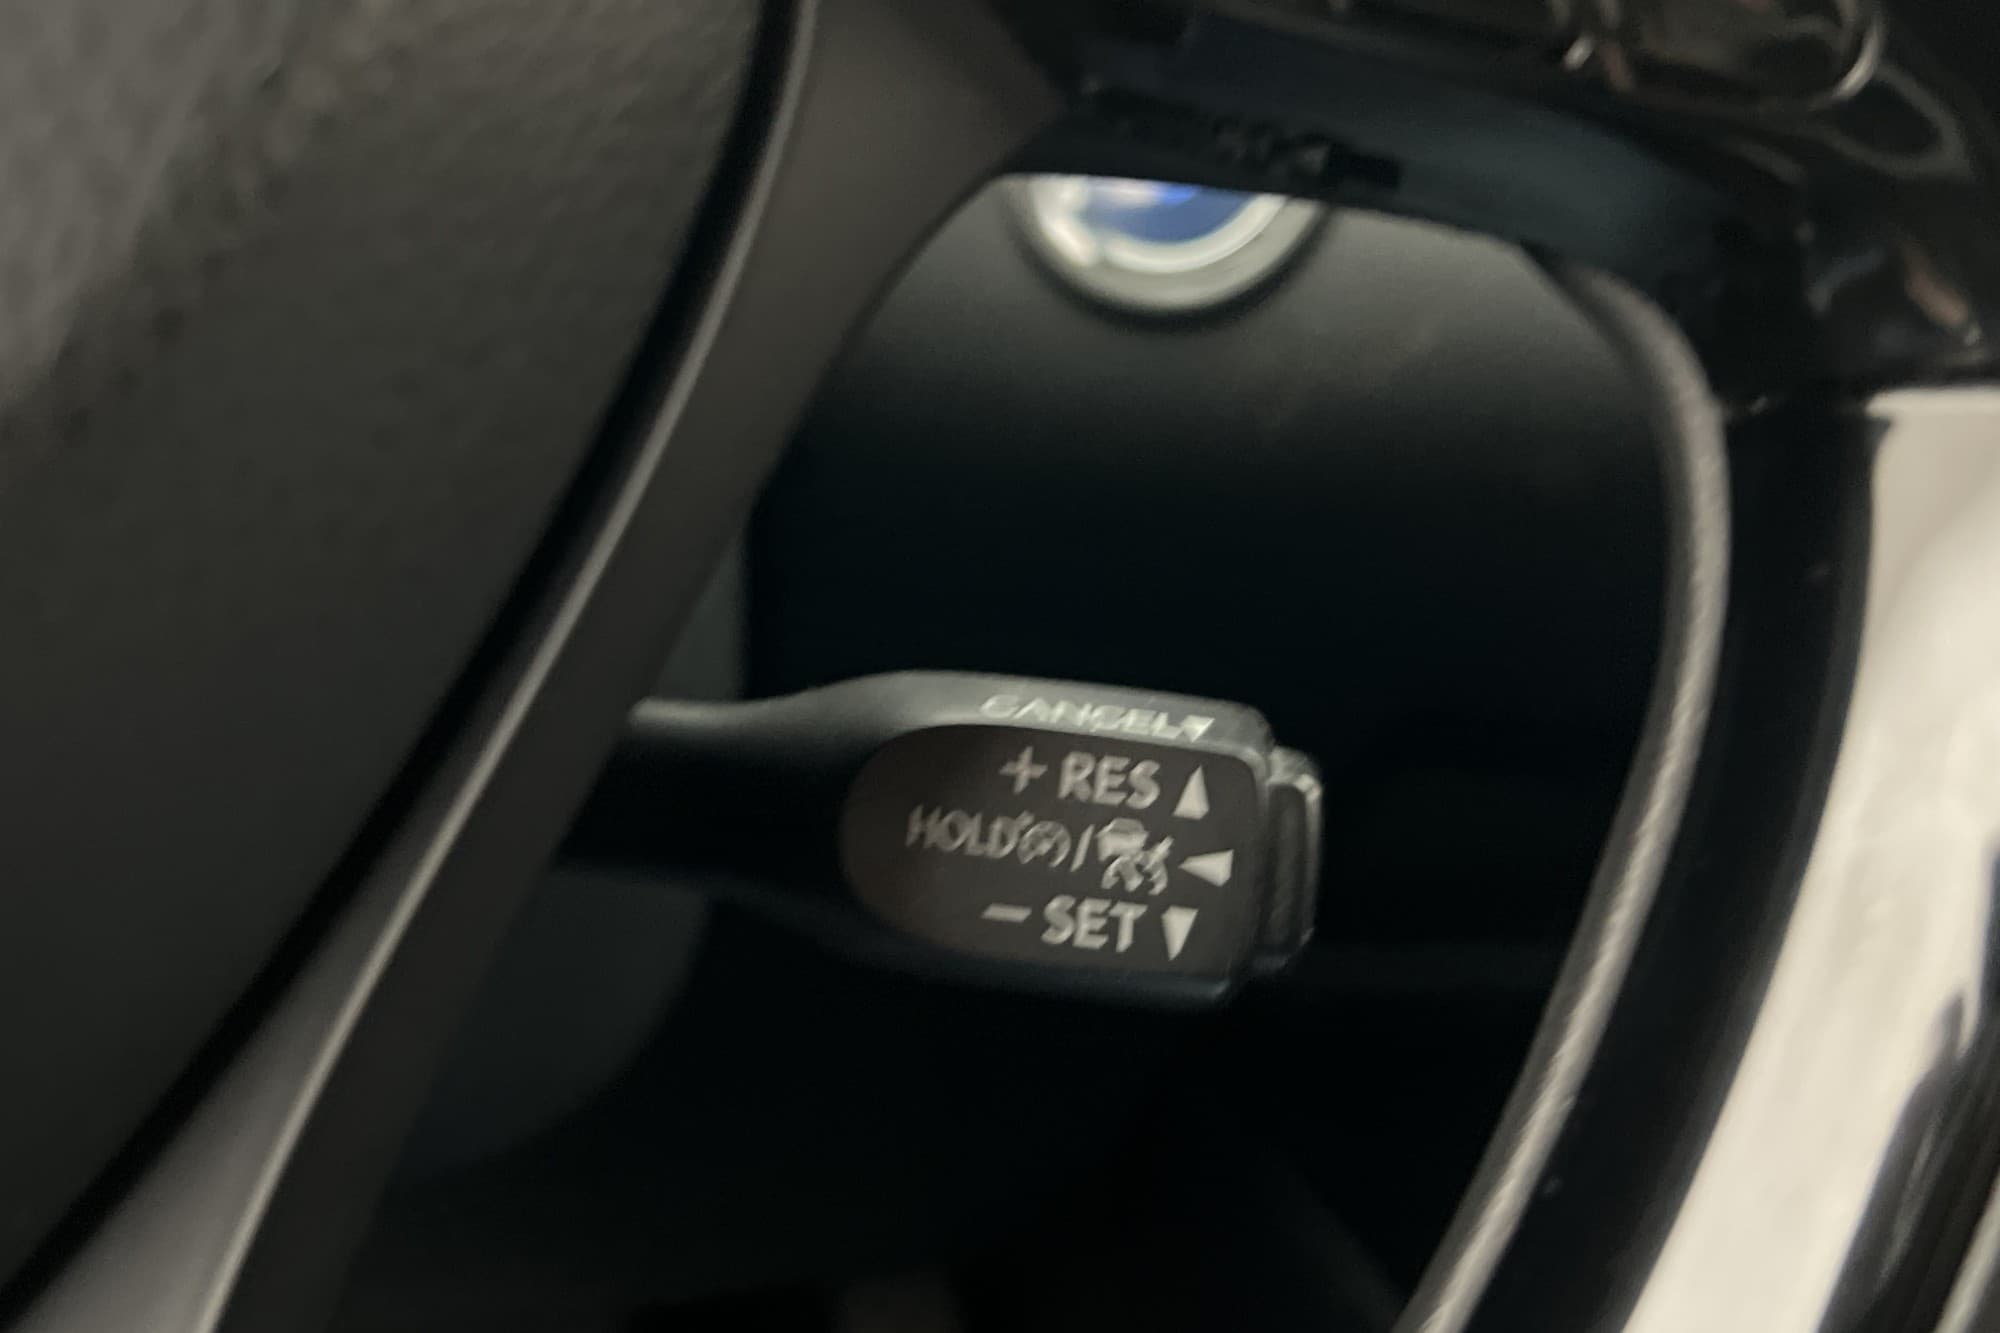 CANCEL ▼
+ RES ▲
HOLD / ◀
− SET ▼